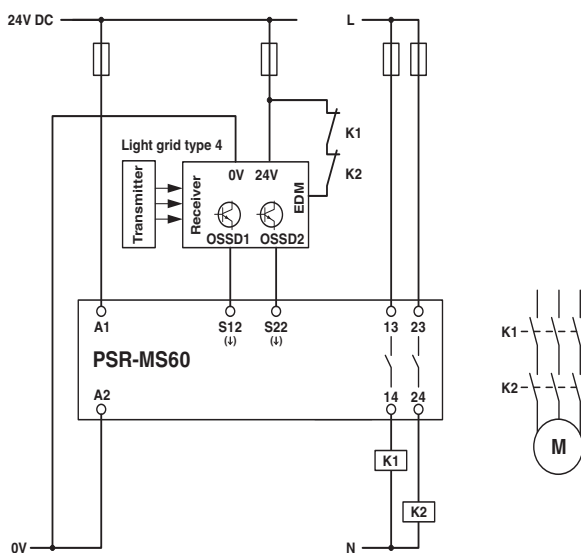 24V DC
L
K1
K2
Light grid type 4
Transmitter
Receiver
0V 24V
EDM
OSSD1 OSSD2
A1
S12
(↓)
S22
(↓)
13 23
PSR-MS60
A2
14 24
K1
K2
0V
N
K1
K2
M